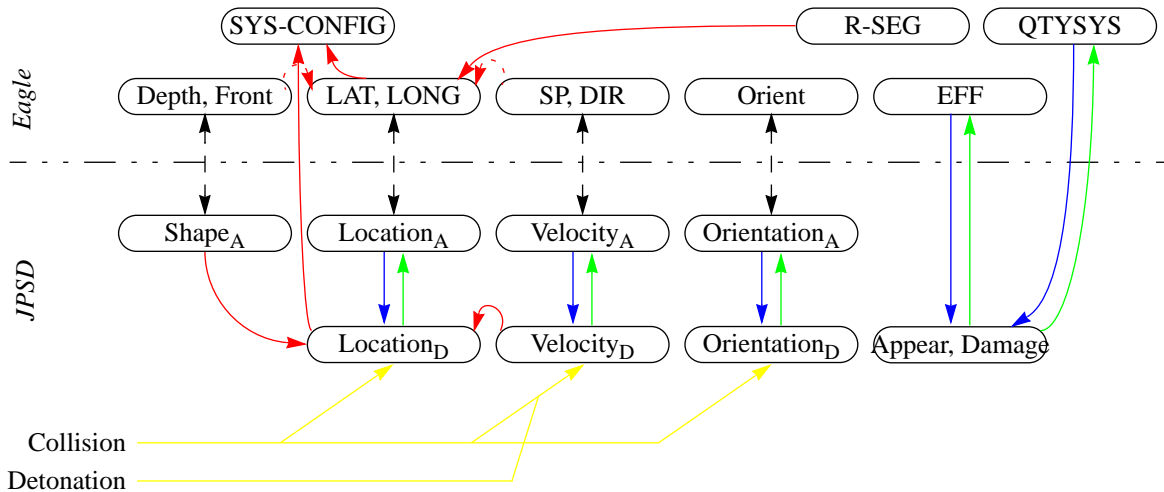 SYS-CONFIG
R-SEG
QTYSYS
Eagle
Depth, Front
LAT, LONG
SP, DIR
Orient
EFF
JPSD
Shape_A
Location_A
Velocity_A
Orientation_A
Location_D
Velocity_D
Orientation_D
Appear, Damage
Collision
Detonation